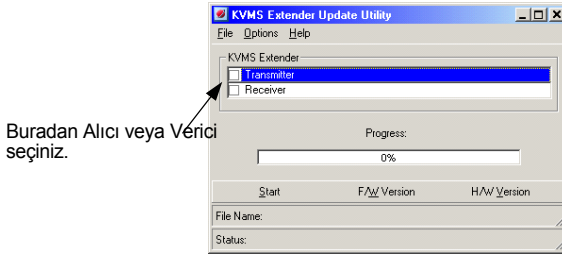 KVMS Extender Update Utility
File Options Help
KVMS Extender
Transmitter
Receiver
Buradan Alıcı veya Verici
seçiniz.
Progress:
0%
Start F/W Version H/W Version
File Name:
Status: